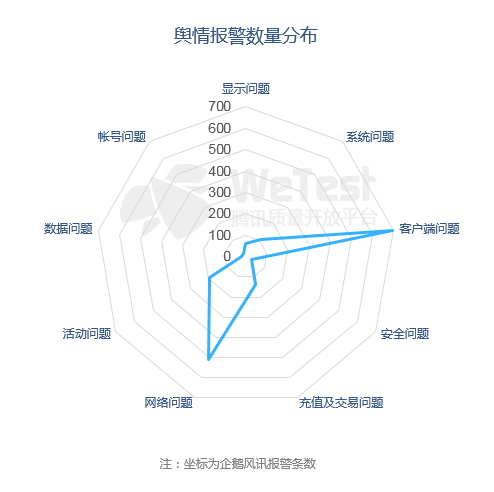 舆情报警数量分布
显示问题
700
600
500
400
300
200
100
0
帐号问题
系统问题
WeTest
腾讯质量开放平台
数据问题
客户端问题
活动问题
安全问题
网络问题
充值及交易问题
注：坐标为企鹅风讯报警条数